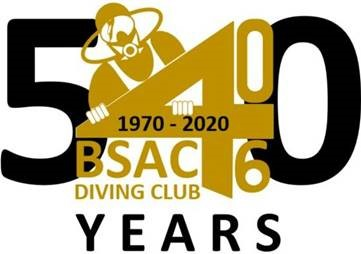 50
406
1970 - 2020
BSAC
DIVING CLUB
YEARS